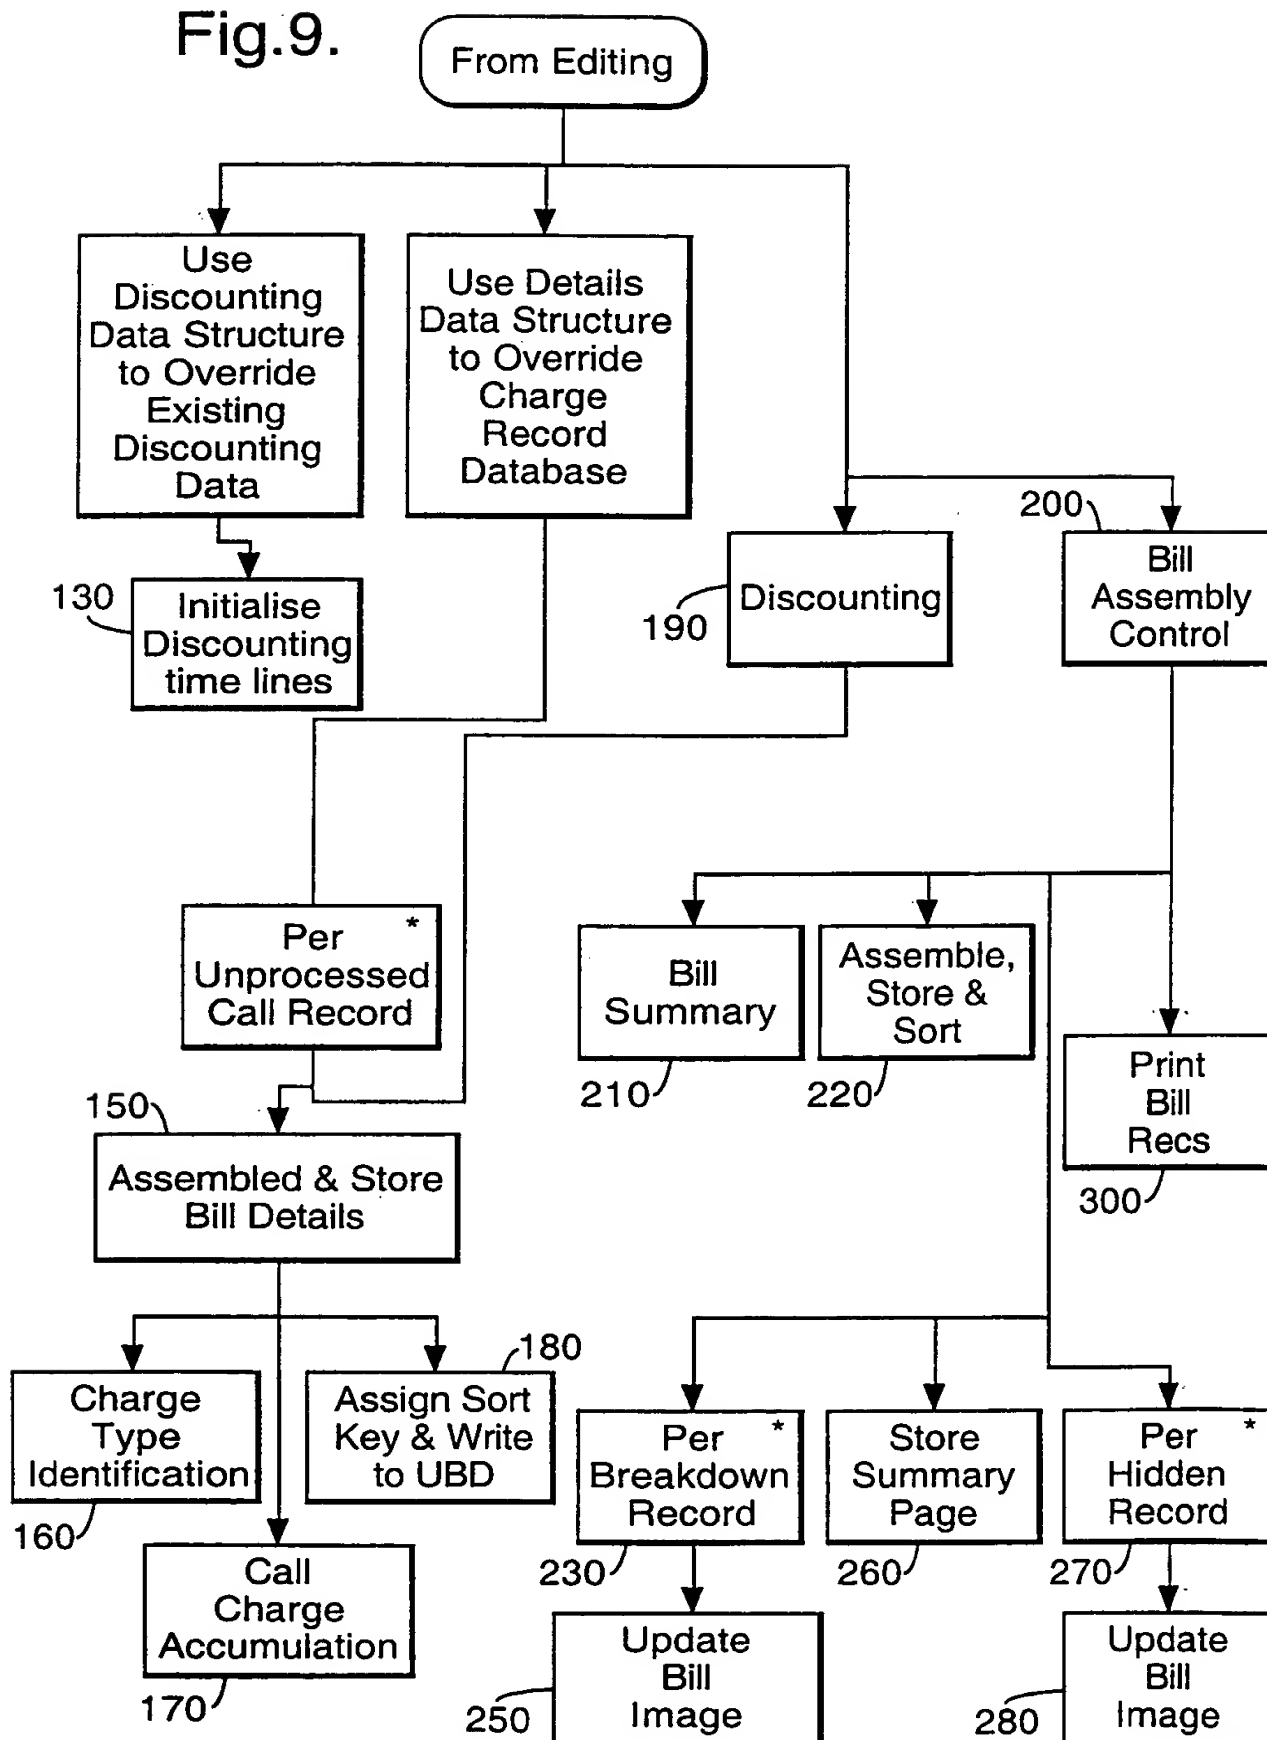 Fig.9.
From Editing
Use
Discounting
Data Structure
to Override
Existing
Discounting
Data
Use Details
Data Structure
to Override
Charge
Record
Database
130
Initialise
Discounting
time lines
190
Discounting
200
Bill
Assembly
Control
Per *
Unprocessed
Call Record
Bill
Summary
210
Assemble,
Store &
Sort
220
Print
Bill
Recs
300
150
Assembled & Store
Bill Details
Charge
Type
Identification
160
180
Assign Sort
Key & Write
to UBD
Call
Charge
Accumulation
170
Per *
Breakdown
Record
230
Store
Summary
Page
260
Per *
Hidden
Record
270
Update
Bill
Image
250
Update
Bill
Image
280